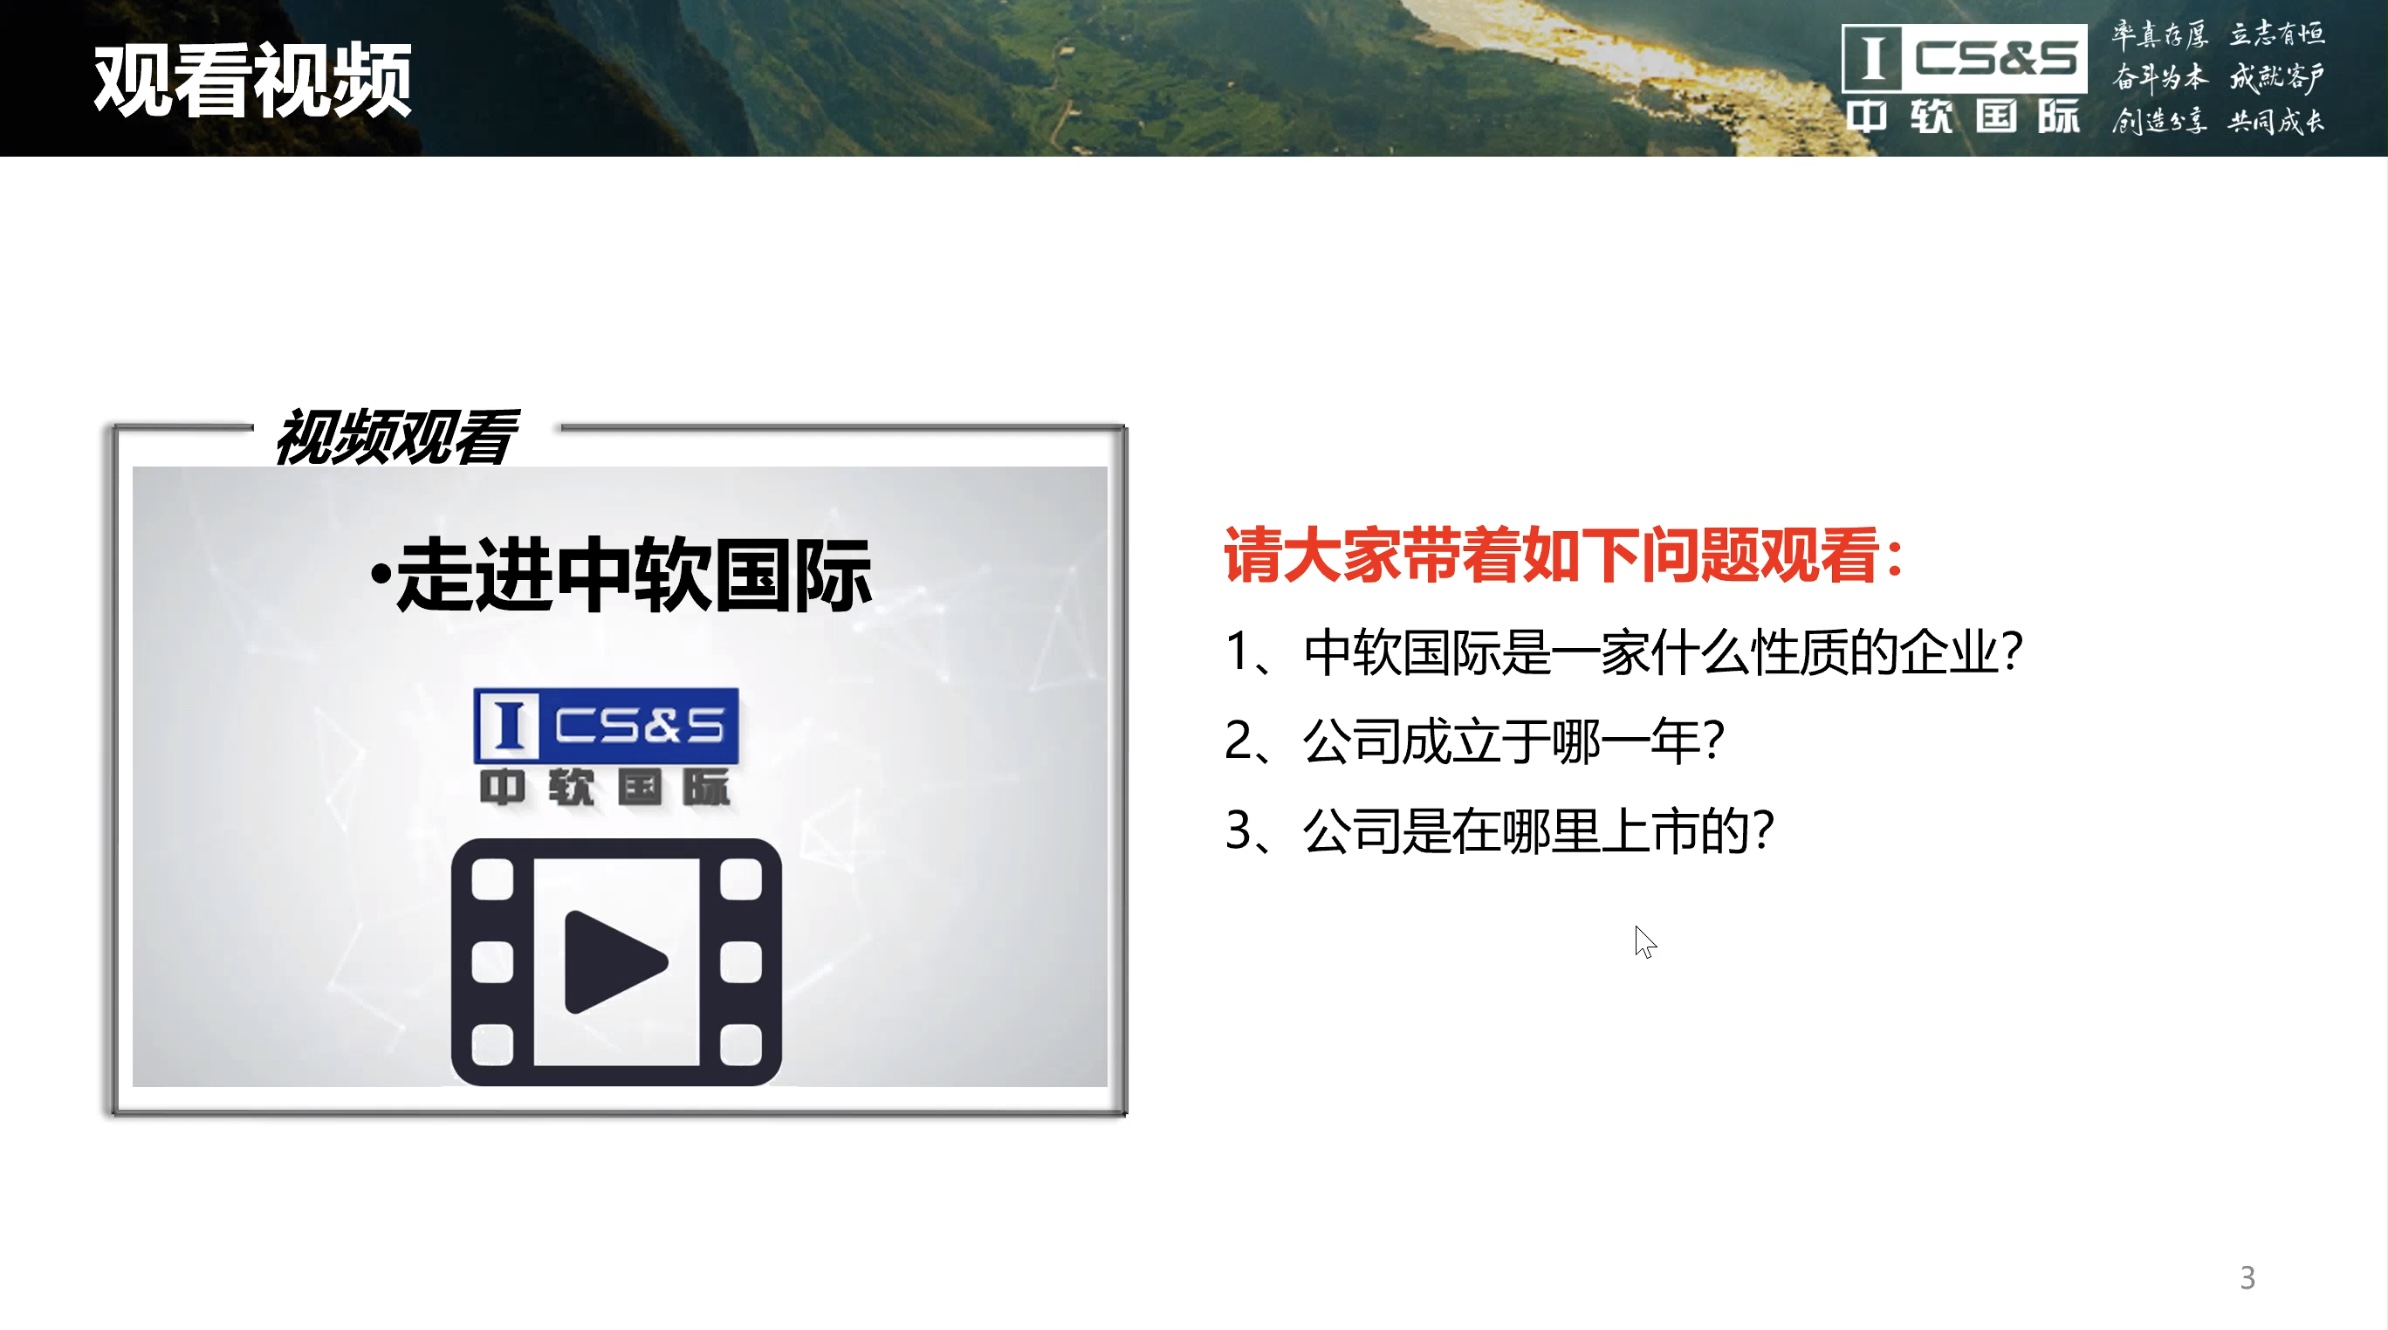 观看视频
I CS&S
中软国际
率真存厚 立志有恒
奋斗为本 成就客户
创造分享 共同成长
视频观看
•走进中软国际
I CS&S
中软国际
请大家带着如下问题观看：
1、中软国际是一家什么性质的企业？
2、公司成立于哪一年？
3、公司是在哪里上市的？
3